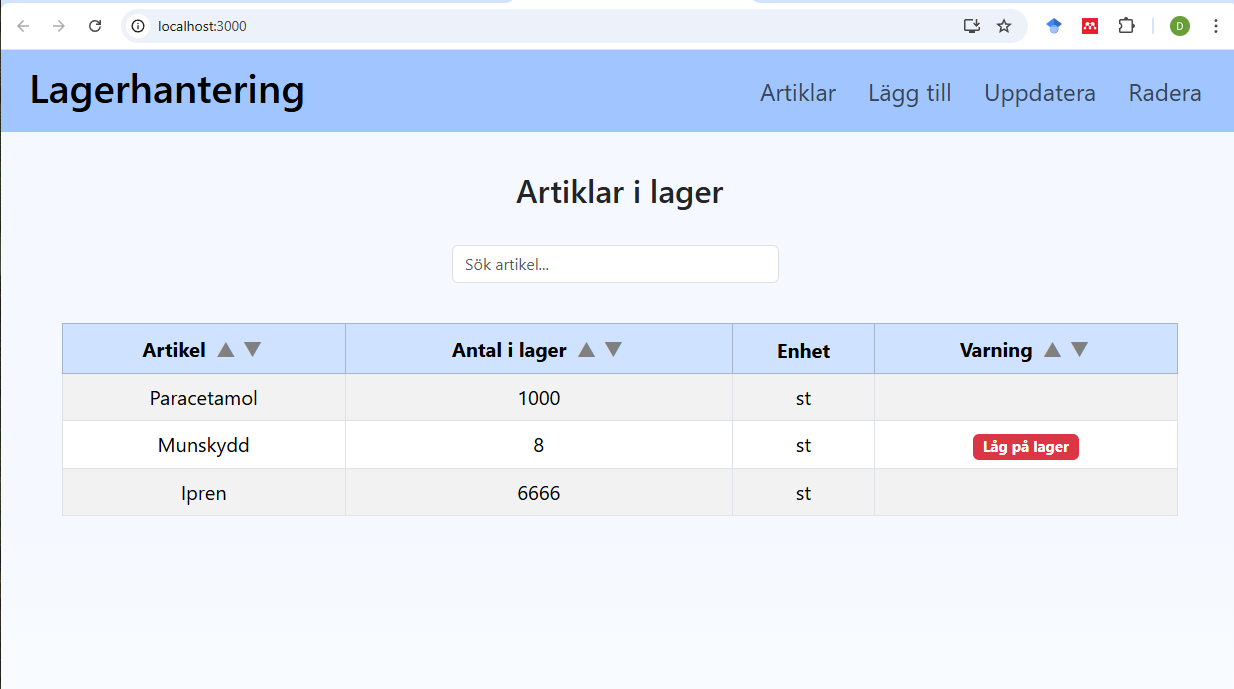 localhost:3000
D
Lagerhantering Artiklar Lägg till Uppdatera Radera
Artiklar i lager
Sök artikel...
Artikel ▲ ▼ Antal i lager ▲ ▼ Enhet Varning ▲ ▼
Paracetamol 1000 st
Munskydd 8 st Låg på lager
Ipren 6666 st